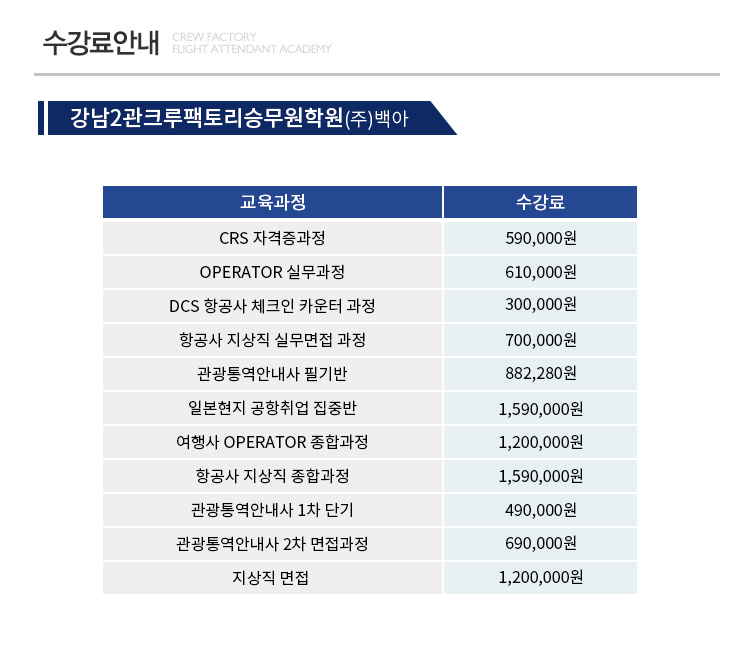 수강료안내
CREW FACTORY
FLIGHT ATTENDANT ACADEMY
강남2관크루팩토리승무원학원(주)백아
교육과정 수강료
CRS 자격증과정 590,000원
OPERATOR 실무과정 610,000원
DCS 항공사 체크인 카운터 과정 300,000원
항공사 지상직 실무면접 과정 700,000원
관광통역안내사 필기반 882,280원
일본현지 공항취업 집중반 1,590,000원
여행사 OPERATOR 종합과정 1,200,000원
항공사 지상직 종합과정 1,590,000원
관광통역안내사 1차 단기 490,000원
관광통역안내사 2차 면접과정 690,000원
지상직 면접 1,200,000원